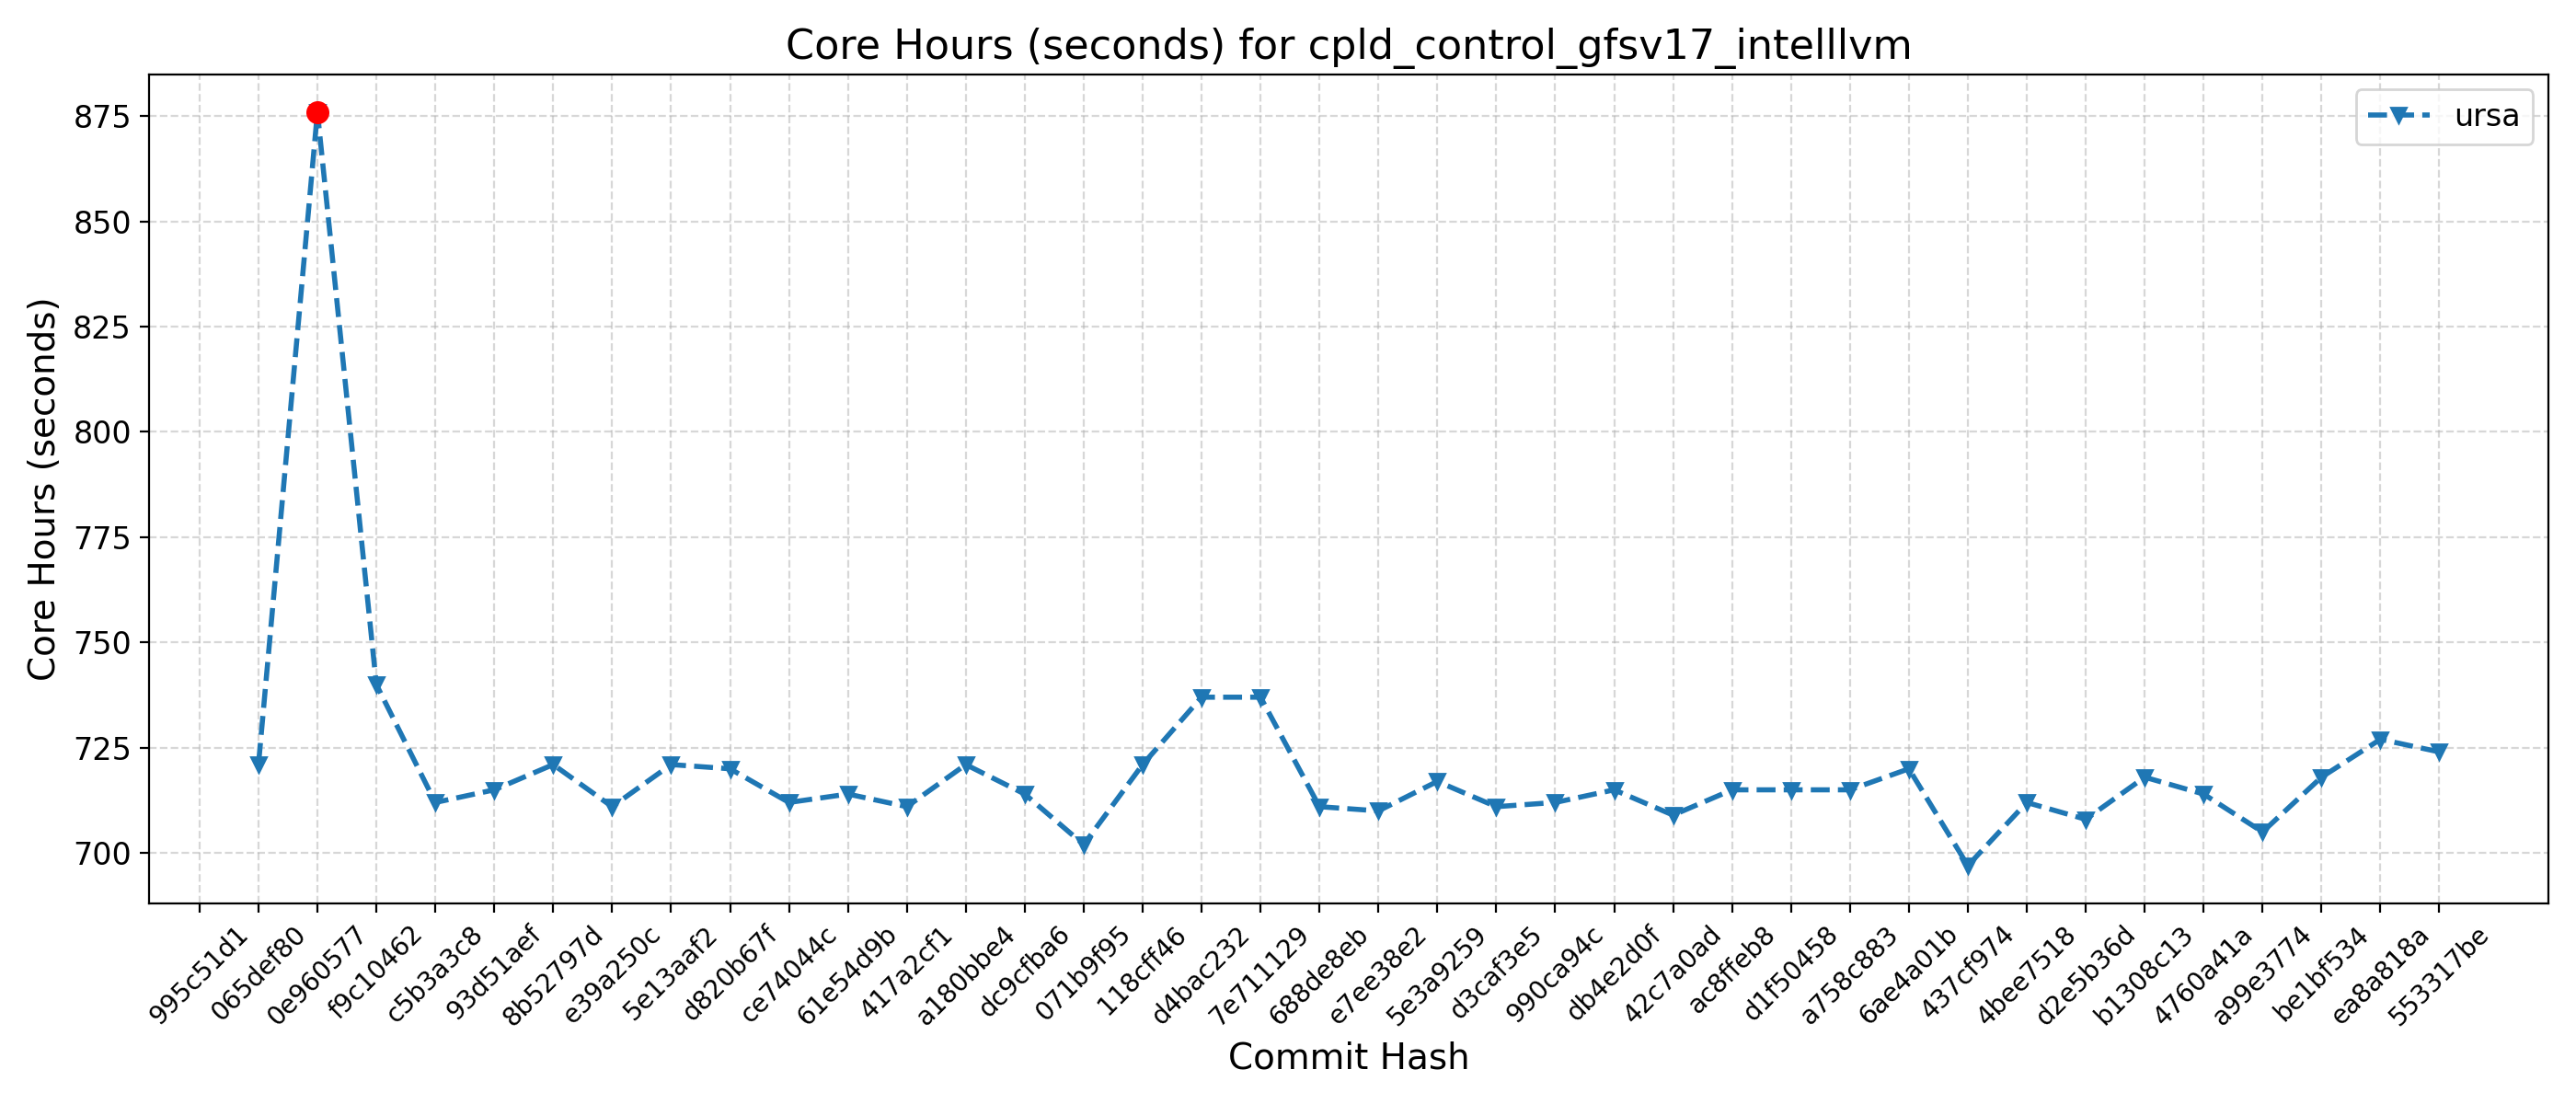 Core Hours (seconds) for cpld_control_gfsv17_intelllvm
ursa
Core Hours (seconds)
875
850
825
800
775
750
725
700
995c51d1
065def80
0e960577
f9c10462
c5b3a3c8
93d51aef
8b52797d
e39a250c
5e13aaf2
d820b67f
ce74044c
61e54d9b
417a2cf1
a180bbe4
dc9cfba6
071b9f95
118cff46
d4bac232
7e711129
688de8eb
e7ee38e2
5e3a9259
d3caf3e5
990ca94c
db4e2d0f
42c7a0ad
ac8ffeb8
d1f50458
a758c883
6ae4a01b
437cf974
4bee7518
d2e5b36d
b1308c13
4760a41a
a99e3774
be1bf534
ea8a818a
553317be
Commit Hash